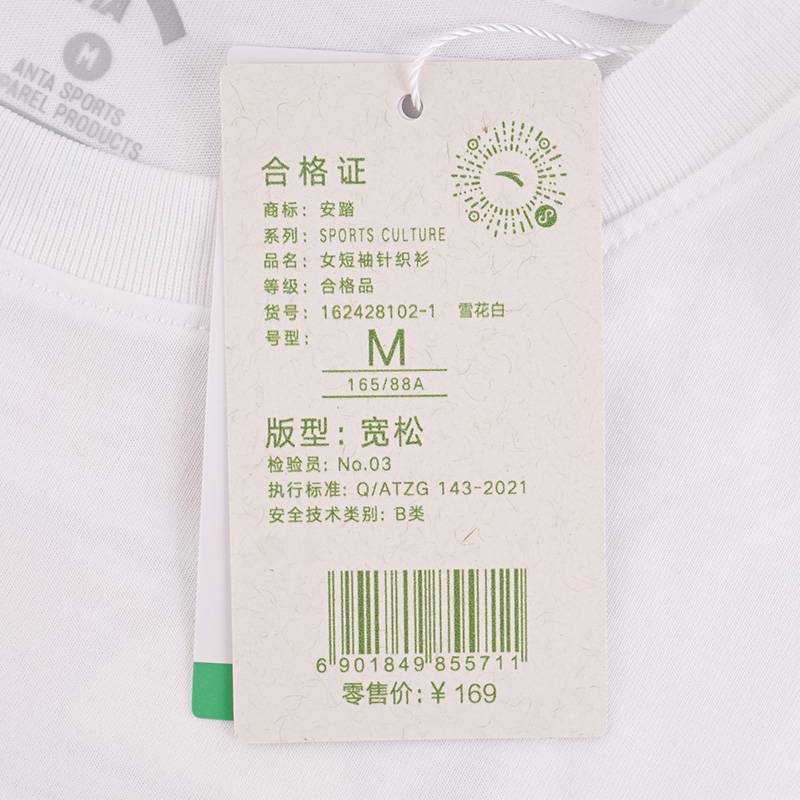 M
ANTA SPORTS
APPAREL PRODUCTS
合格证
商标：安踏
系列：SPORTS CULTURE
品名：女短袖针织衫
等级：合格品
货号：162428102-1 雪花白
号型：
M
165/88A
版型：宽松
检验员：No.03
执行标准：Q/ATZG 143-2021
安全技术类别：B类
6 901849 855711
零售价：¥ 169